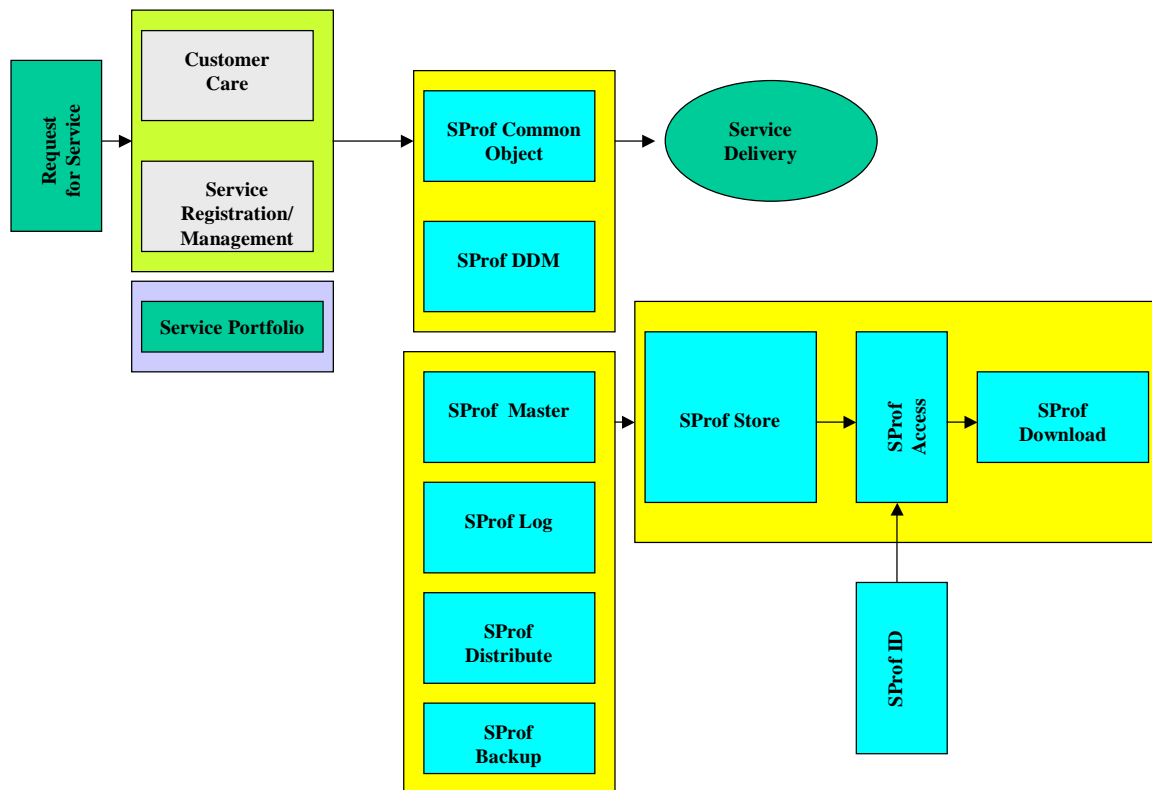 Request
for Service
Customer
Care
Service
Registration/
Management
Service Portfolio
SProf Common
Object
SProf DDM
Service
Delivery
SProf Master
SProf Log
SProf
Distribute
SProf
Backup
SProf Store
SProf
Access
SProf
Download
SProf ID